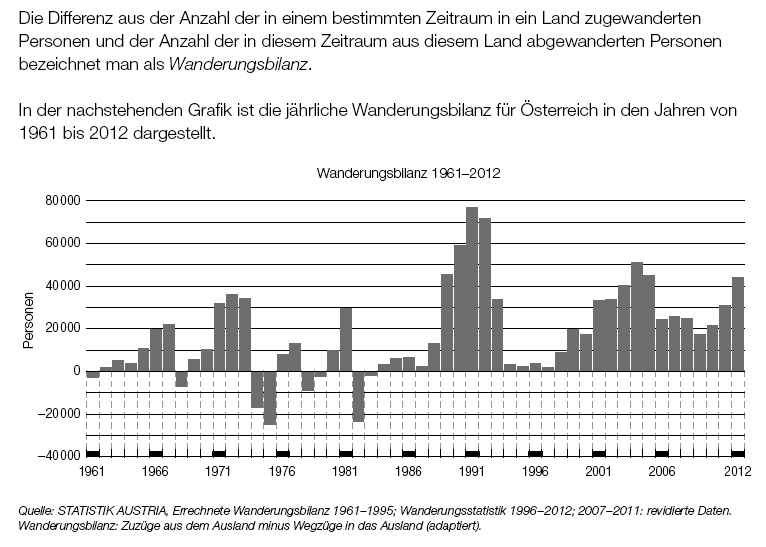 Die Differenz aus der Anzahl der in einem bestimmten Zeitraum in ein Land zugewanderten
Personen und der Anzahl der in diesem Zeitraum aus diesem Land abgewanderten Personen
bezeichnet man als Wanderungsbilanz.
In der nachstehenden Grafik ist die jährliche Wanderungsbilanz für Österreich in den Jahren von
1961 bis 2012 dargestellt.
Wanderungsbilanz 1961–2012
Personen
80000
60000
40000
20000
0
–20000
–40000
1961 1966 1971 1976 1981 1986 1991 1996 2001 2006 2012
Quelle: STATISTIK AUSTRIA, Errechnete Wanderungsbilanz 1961–1995; Wanderungsstatistik 1996–2012; 2007–2011: revidierte Daten.
Wanderungsbilanz: Zuzüge aus dem Ausland minus Wegzüge in das Ausland (adaptiert).